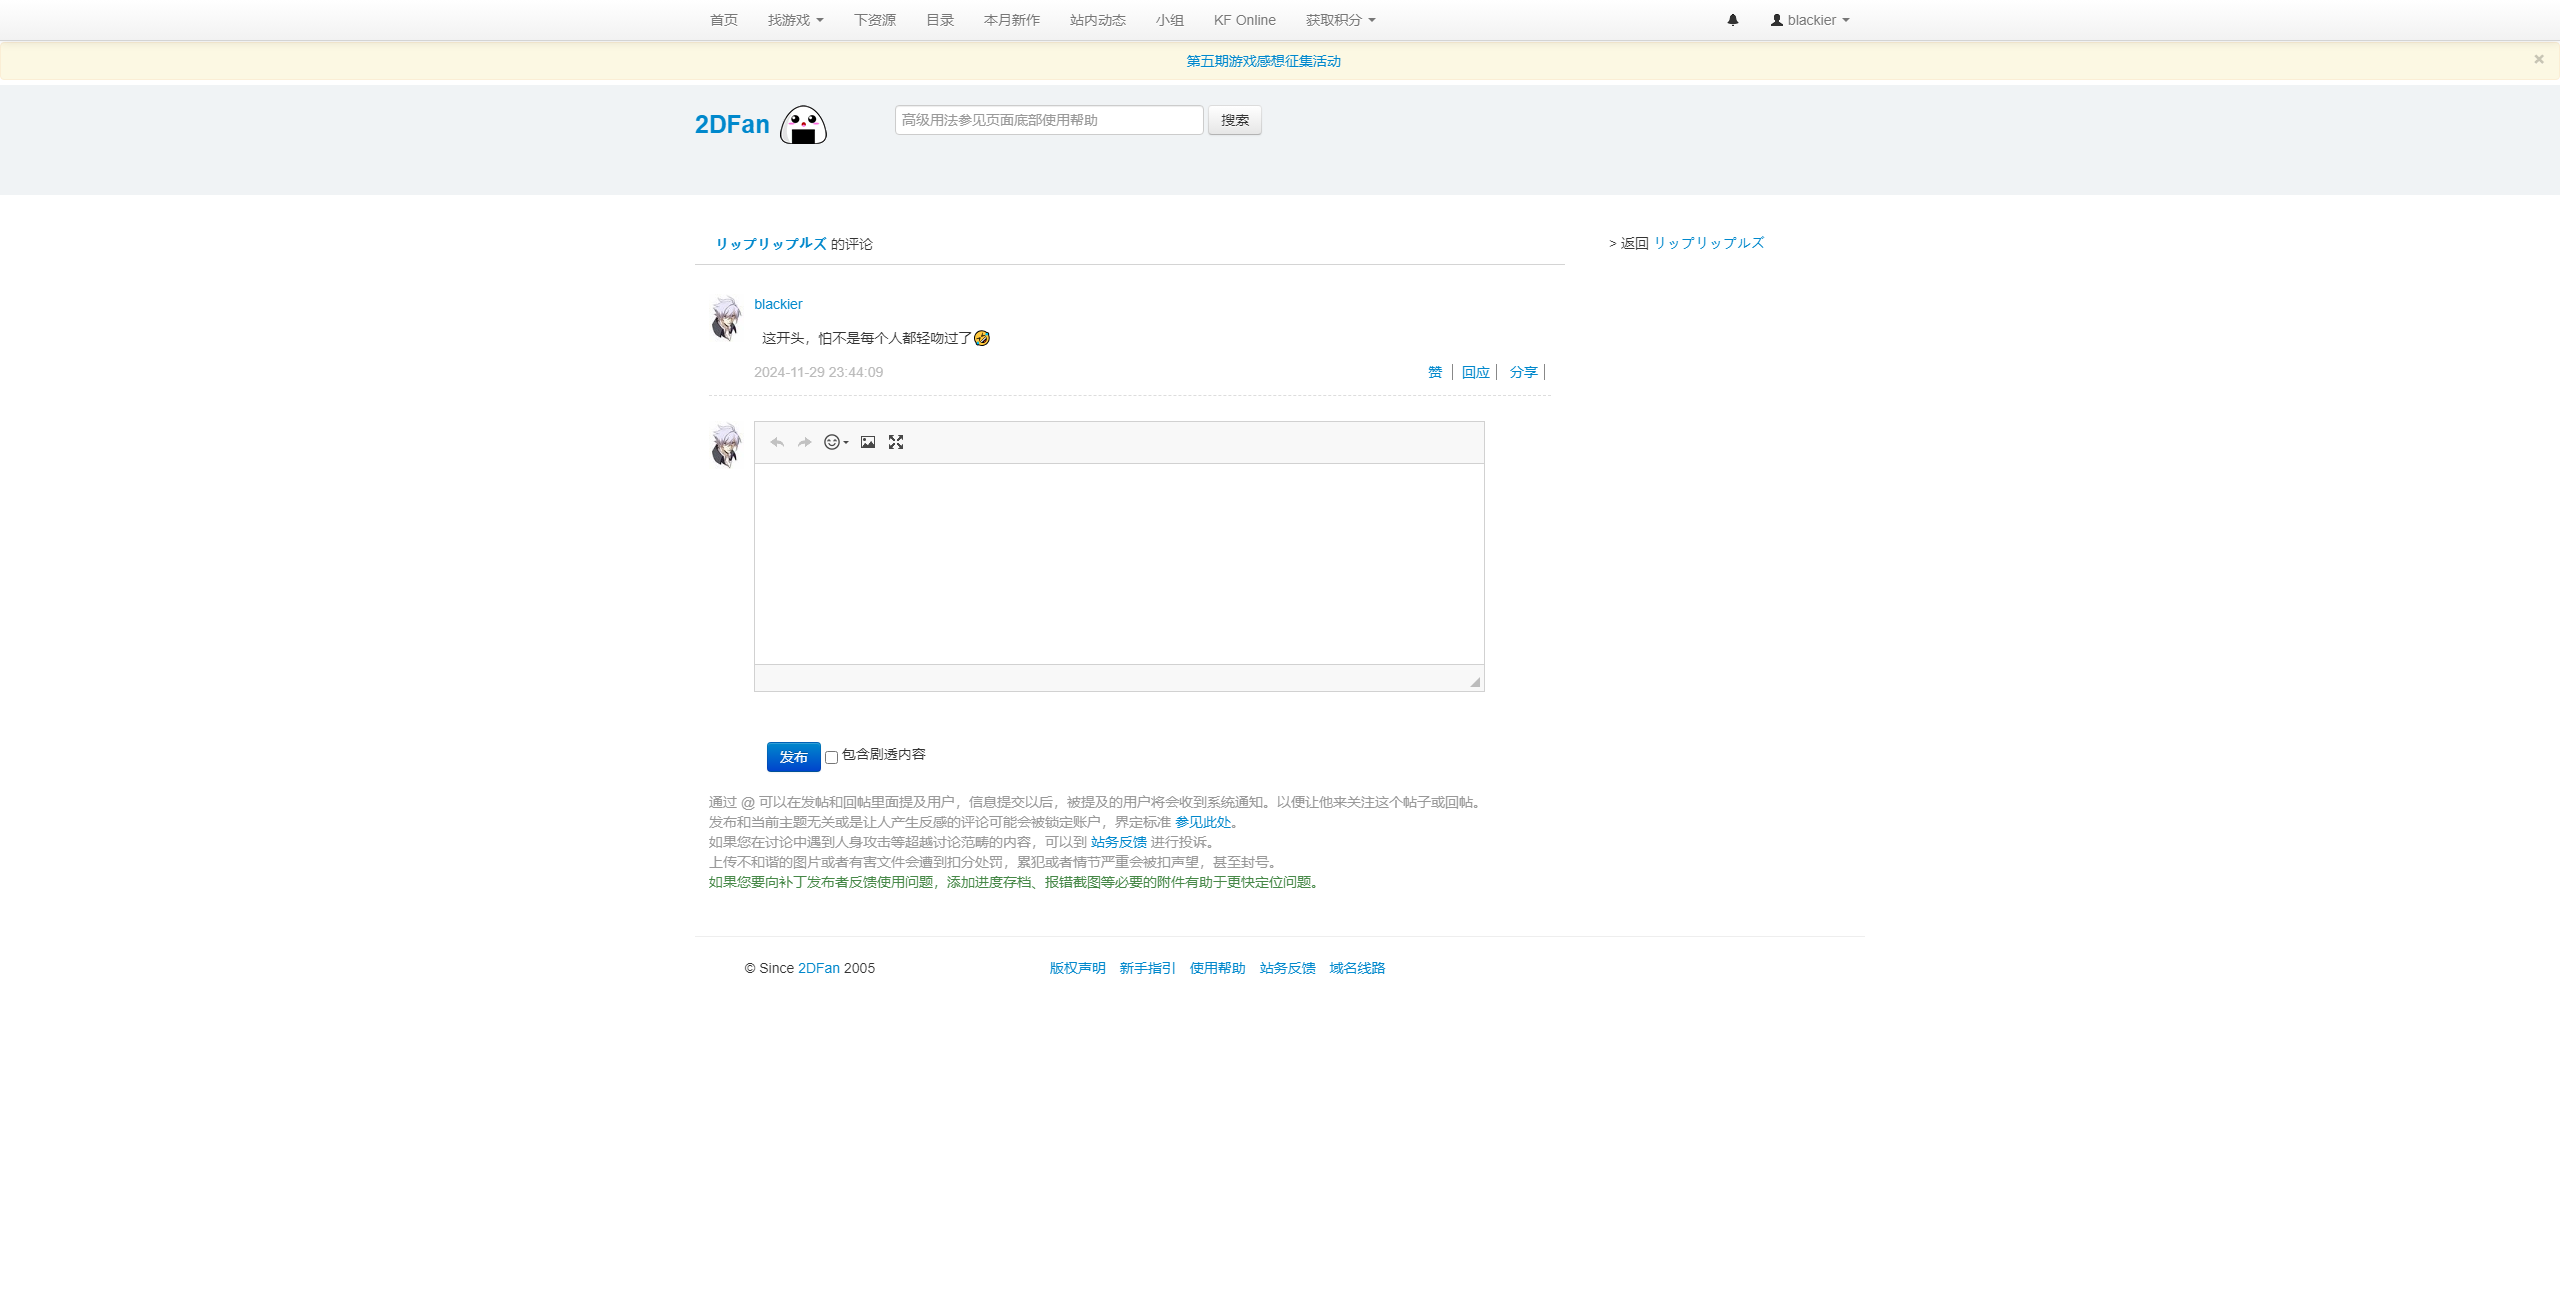 首页 找游戏 下资源 目录 本月新作 站内动态 小组 KF Online 获取积分 blackier
第五期游戏感想征集活动 ×
2DFan 高级用法参见页面底部使用帮助 搜索
リップリップルズ 的评论
> 返回 リップリップルズ
blackier
这开头，怕不是每个人都轻吻过了🤣
2024-11-29 23:44:09 赞 回应 分享
发布 包含剧透内容
通过 @ 可以在发帖和回帖里面提及用户，信息提交以后，被提及的用户将会收到系统通知。以便让他来关注这个帖子或回帖。
发布和当前主题无关或是让人产生反感的评论可能会被锁定账户，界定标准 参见此处。
如果您在讨论中遇到人身攻击等超越讨论范畴的内容，可以到 站务反馈 进行投诉。
上传不和谐的图片或者有害文件会遭到扣分处罚，累犯或者情节严重会被扣声望，甚至封号。
如果您要向补丁发布者反馈使用问题，添加进度存档、报错截图等必要的附件有助于更快定位问题。
© Since 2DFan 2005 版权声明 新手指引 使用帮助 站务反馈 域名线路